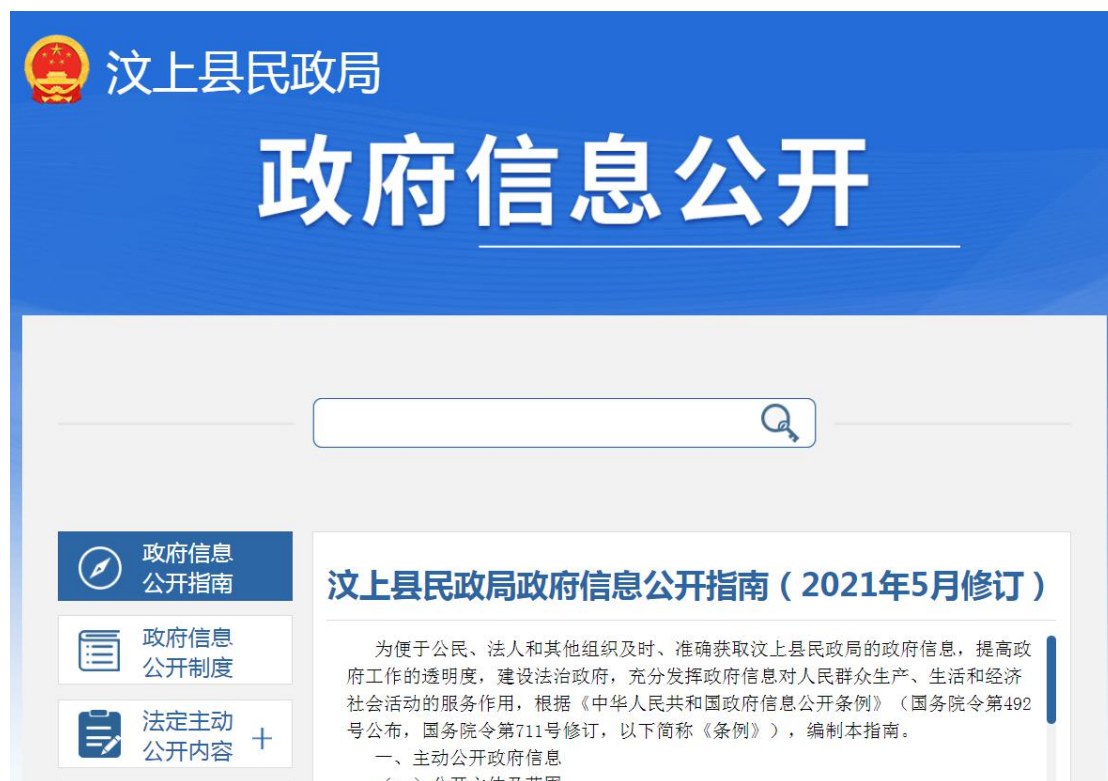 汶上县民政局
政府信息公开
政府信息
公开指南
政府信息
公开制度
法定主动
公开内容
汶上县民政局政府信息公开指南（2021年5月修订）
为便于公民、法人和其他组织及时、准确获取汶上县民政局的政府信息，提高政
府工作的透明度，建设法治政府，充分发挥政府信息对人民群众生产、生活和经济
社会活动的服务作用，根据《中华人民共和国政府信息公开条例》（国务院令第492
号公布，国务院令第711号修订，以下简称《条例》），编制本指南。
一、主动公开政府信息